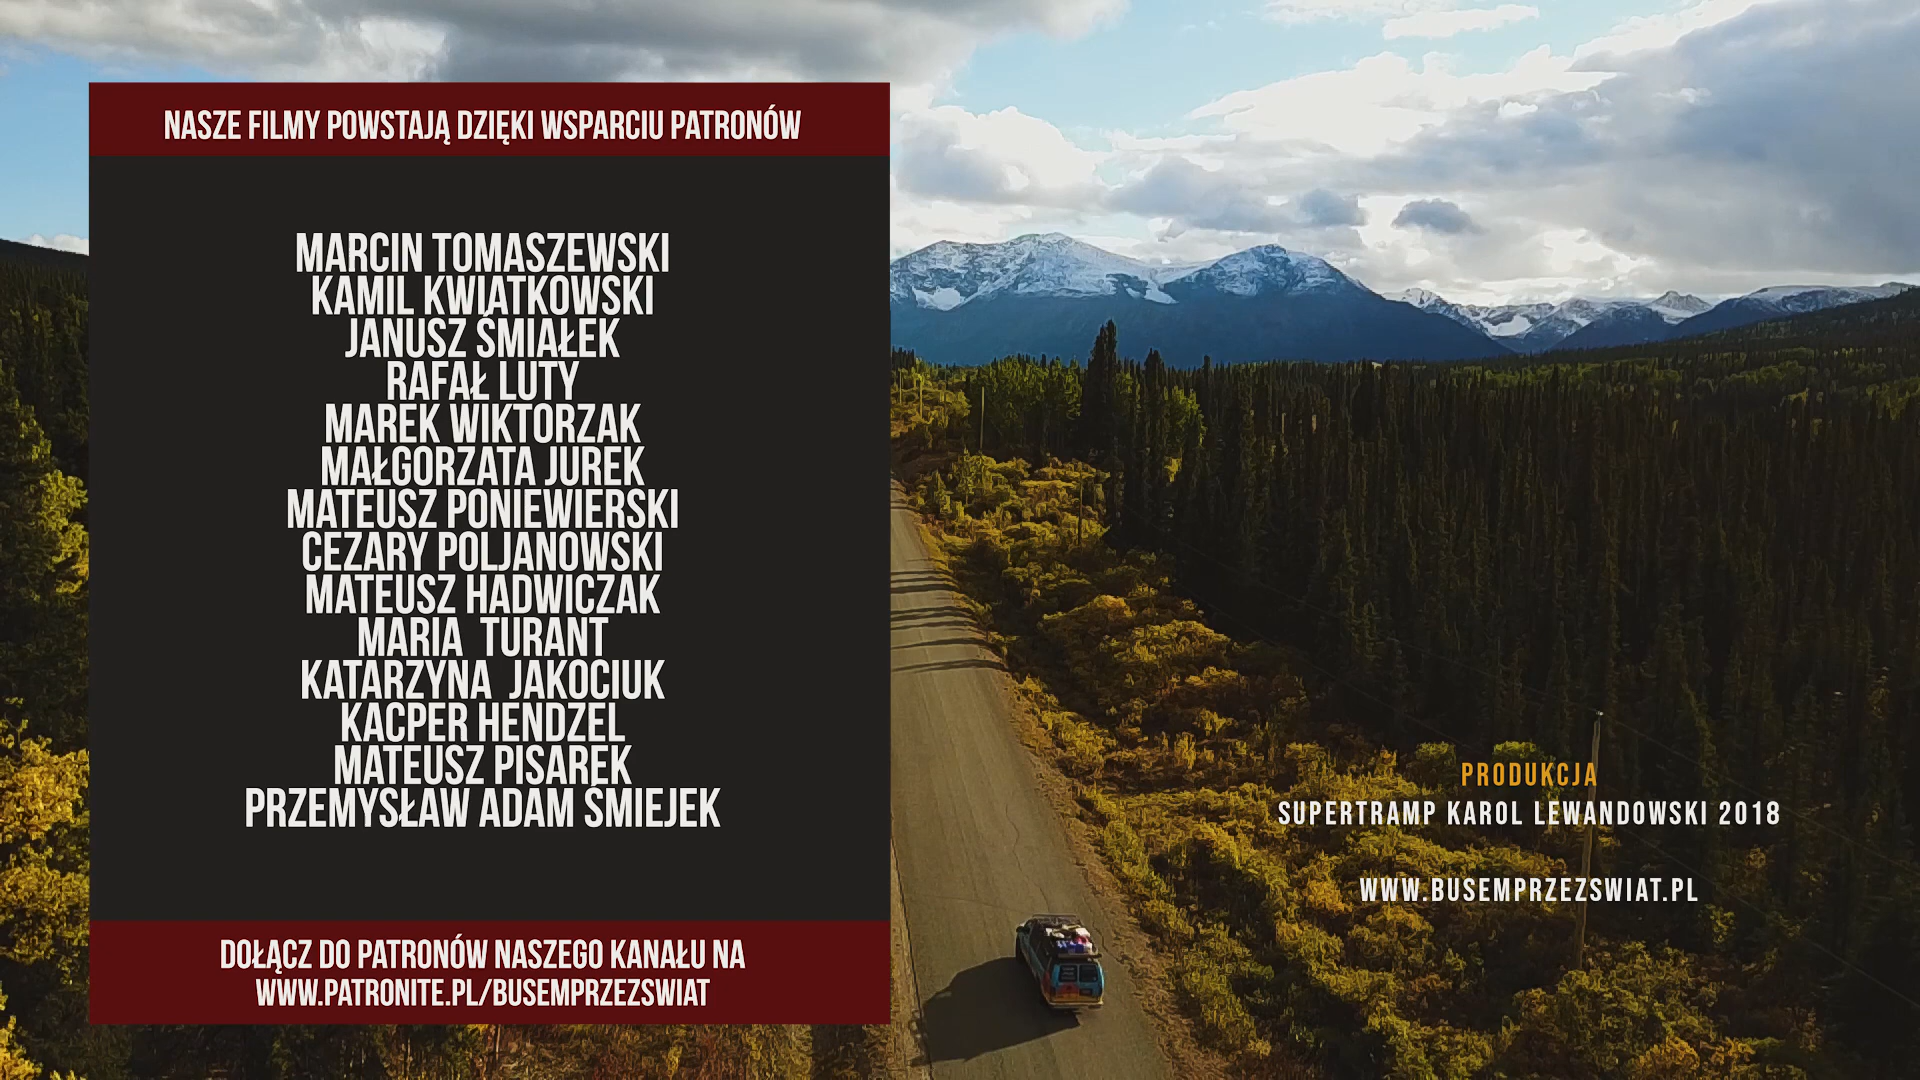 NASZE FILMY POWSTAJĄ DZIĘKI WSPARCIU PATRONÓW
MARCIN TOMASZEWSKI
KAMIL KWIATKOWSKI
JANUSZ ŚMIAŁEK
RAFAŁ LUTY
MAREK WIKTORZAK
MAŁGORZATA JUREK
MATEUSZ PONIEWIERSKI
CEZARY POLJANOWSKI
MATEUSZ HADWICZAK
MARIA TURANT
KATARZYNA JAKOCIUK
KACPER HENDZEL
MATEUSZ PISAREK
PRZEMYSŁAW ADAM ŚMIEJEK
DOŁĄCZ DO PATRONÓW NASZEGO KANAŁU NA
WWW.PATRONITE.PL/BUSEMPRZEZSWIAT
PRODUKCJA
SUPERTRAMP KAROL LEWANDOWSKI 2018
WWW.BUSEMPRZEZSWIAT.PL